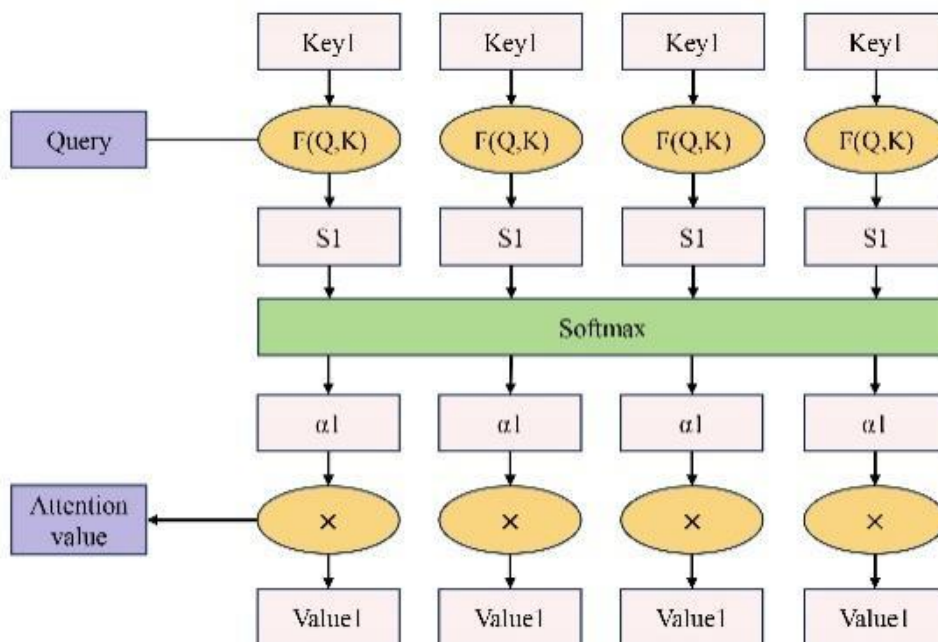 Key1 Key1 Key1 Key1
Query F(Q,K) F(Q,K) F(Q,K) F(Q,K)
S1 S1 S1 S1
Softmax
α1 α1 α1 α1
Attention
value
× × × ×
Value1 Value1 Value1 Value1